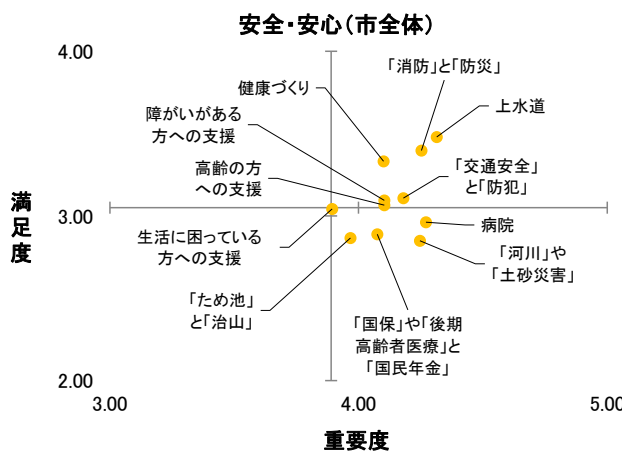 安全・安心（市全体）
4.00
「消防」と「防災」
健康づくり
上水道
障がいがある
方への支援
「交通安全」
と「防犯」
高齢の方
への支援
満足度
3.00
病院
生活に困っている
方への支援
「河川」や
「土砂災害」
「ため池」
と「治山」
「国保」や「後期
高齢者医療」と
「国民年金」
2.00
3.00
4.00
5.00
重要度